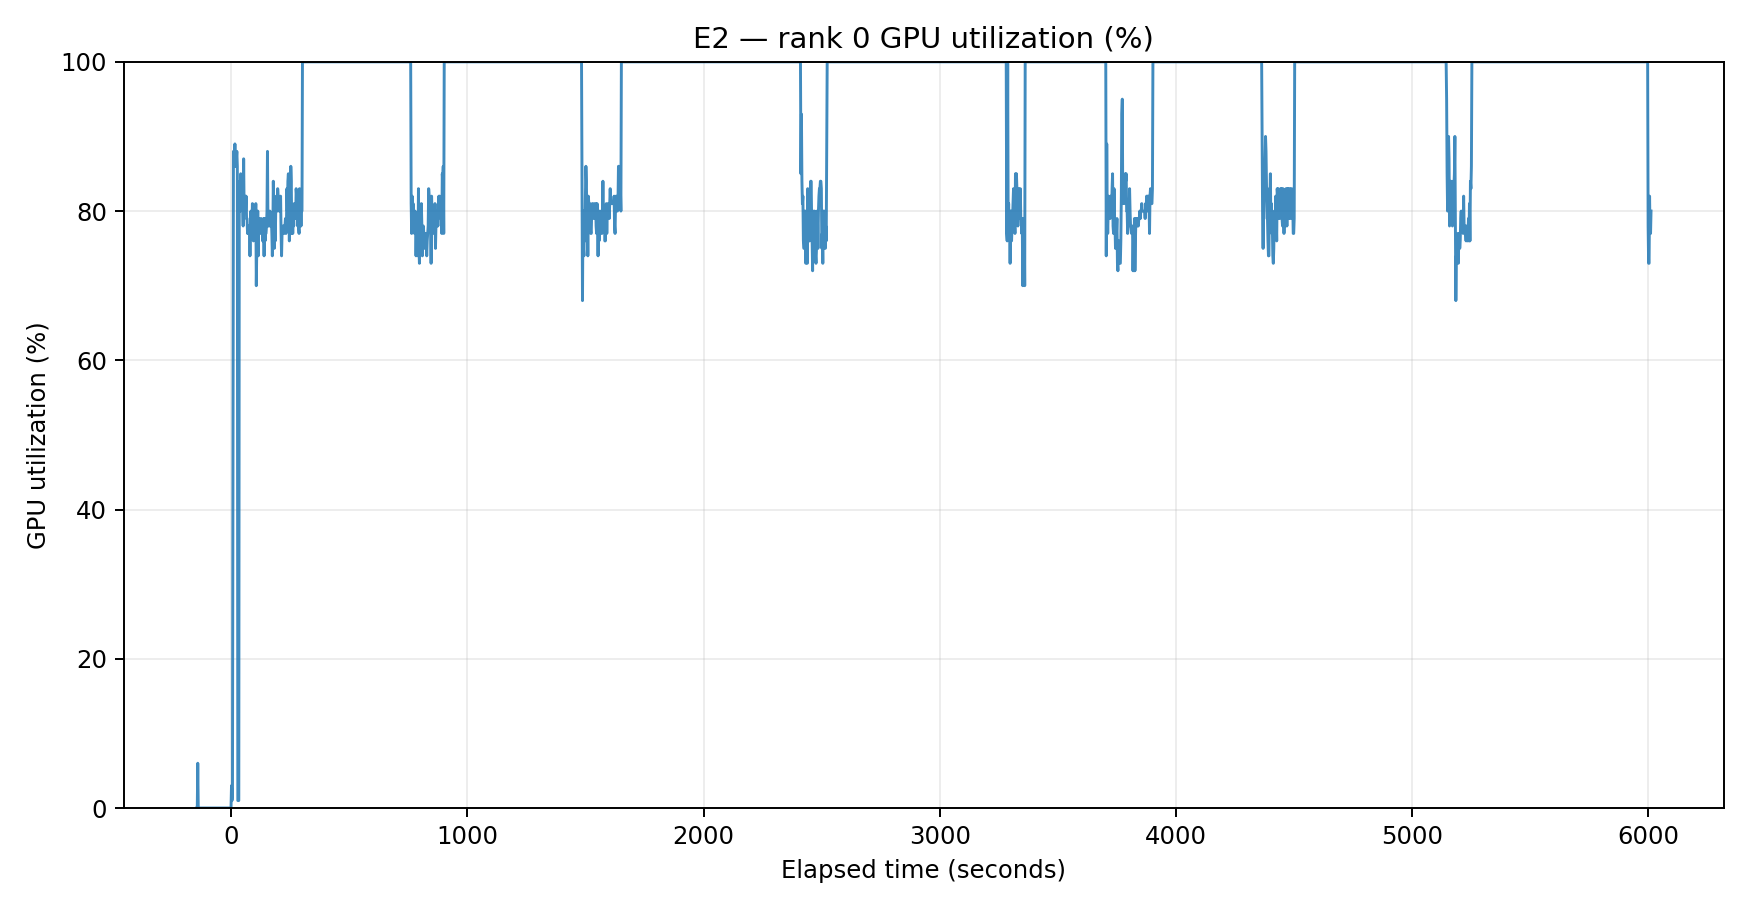 E2 — rank 0 GPU utilization (%)
100
80
60
40
20
0
GPU utilization (%)
0 1000 2000 3000 4000 5000 6000
Elapsed time (seconds)